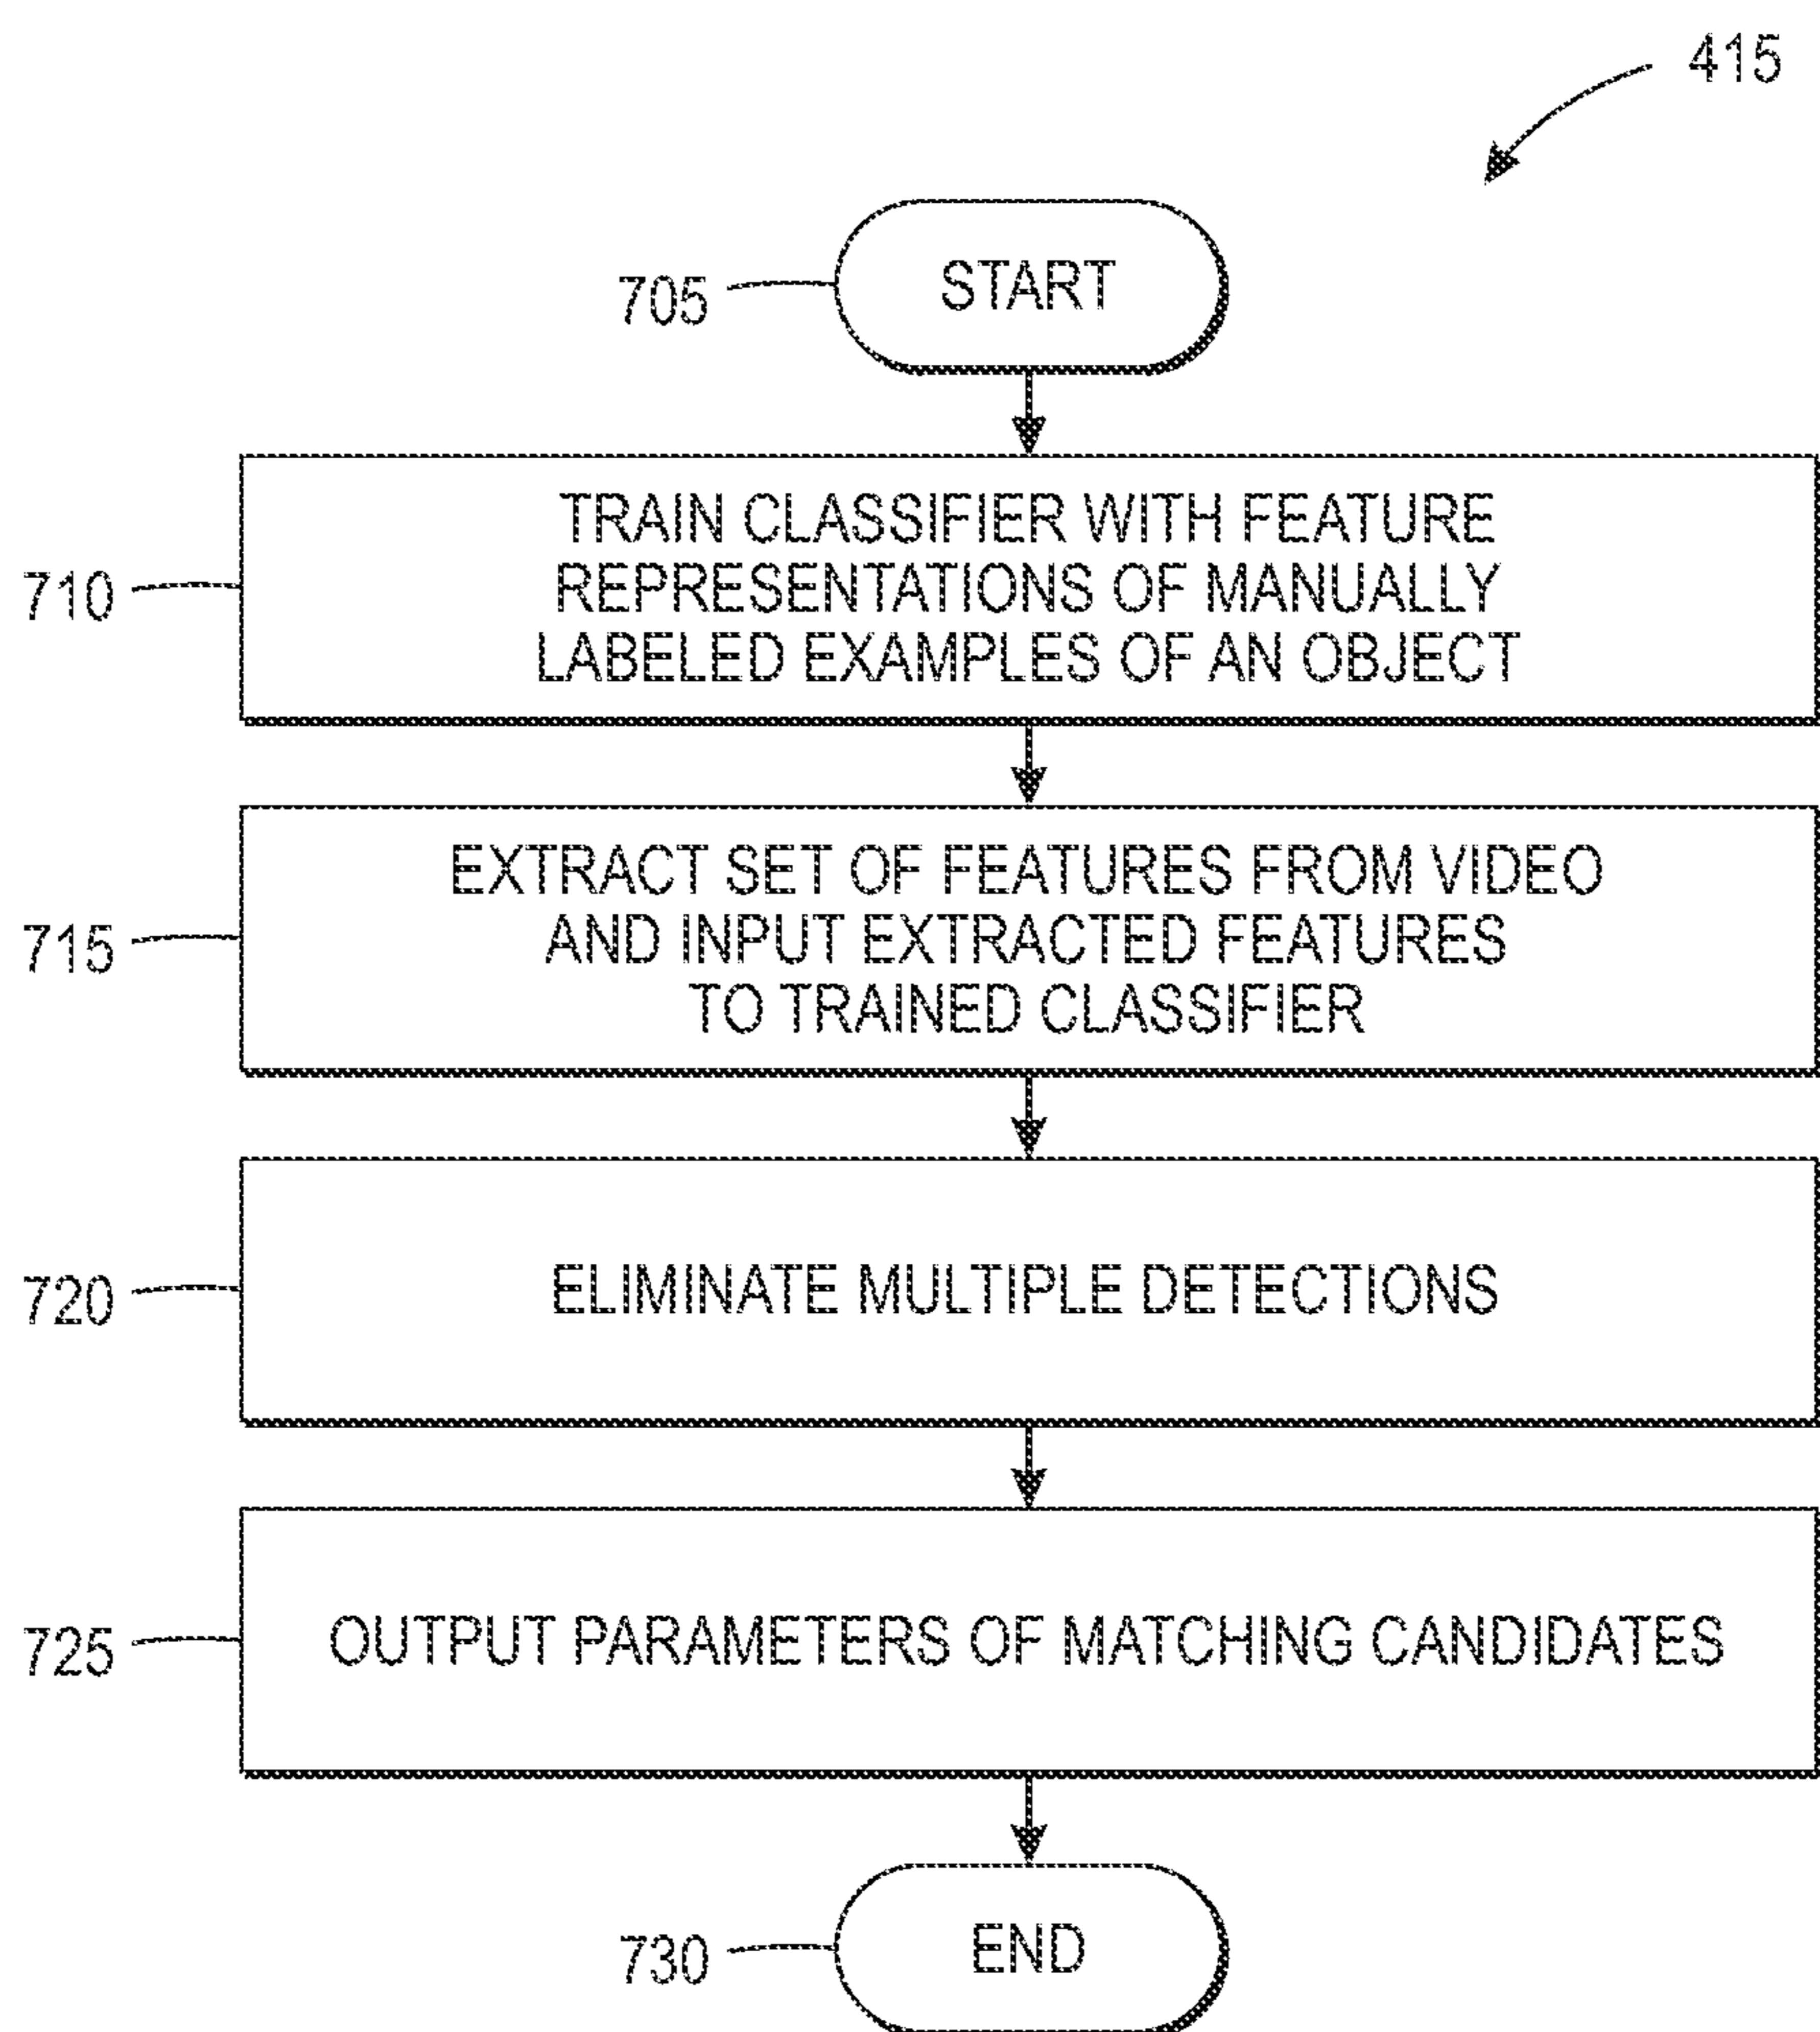 415
705
START
710
TRAIN CLASSIFIER WITH FEATURE
REPRESENTATIONS OF MANUALLY
LABELED EXAMPLES OF AN OBJECT
715
EXTRACT SET OF FEATURES FROM VIDEO
AND INPUT EXTRACTED FEATURES
TO TRAINED CLASSIFIER
720
ELIMINATE MULTIPLE DETECTIONS
725
OUTPUT PARAMETERS OF MATCHING CANDIDATES
730
END